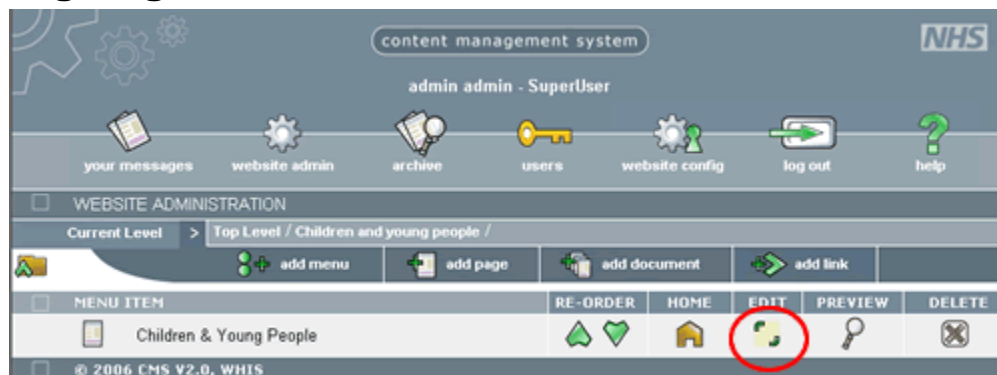 content management system
NHS
admin admin - SuperUser
your messages website admin archive users website config log out help
WEBSITE ADMINISTRATION
Current Level > Top Level / Children and young people /
add menu add page add document add link
MENU ITEM RE-ORDER HOME EDIT PREVIEW DELETE
Children & Young People
© 2006 CMS V2.0, WHIS